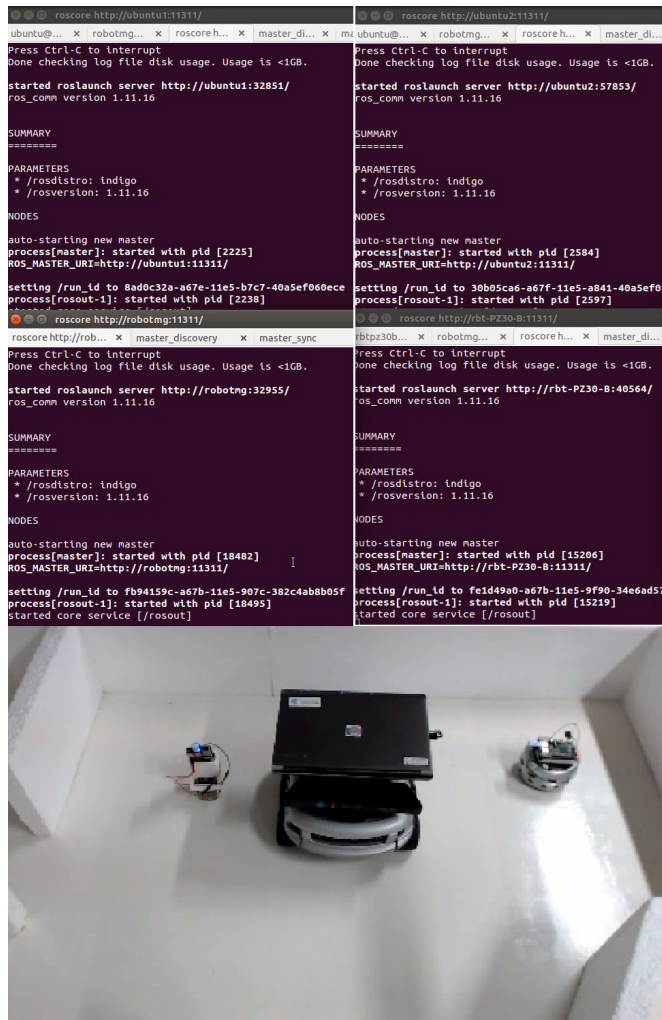 roscore http://ubuntu1:11311/
ubuntu@... × robotmg... × roscore h... × master_di... × ma
Press Ctrl-C to interrupt
Done checking log file disk usage. Usage is <1GB.
started roslaunch server http://ubuntu1:32851/
ros_comm version 1.11.16
SUMMARY
========
PARAMETERS
* /rosdistro: indigo
* /rosversion: 1.11.16
NODES
auto-starting new master
process[master]: started with pid [2225]
ROS_MASTER_URI=http://ubuntu1:11311/
setting /run_id to 8ad0c32a-a67e-11e5-b7c7-40a5ef060ece
process[rosout-1]: started with pid [2238]
started core service [/rosout]
roscore http://ubuntu2:11311/
ubuntu@... × robotmg... × roscore h... × master_di...
Press Ctrl-C to interrupt
Done checking log file disk usage. Usage is <1GB.
started roslaunch server http://ubuntu2:57853/
ros_comm version 1.11.16
SUMMARY
========
PARAMETERS
* /rosdistro: indigo
* /rosversion: 1.11.16
NODES
auto-starting new master
process[master]: started with pid [2584]
ROS_MASTER_URI=http://ubuntu2:11311/
setting /run_id to 30b05ca6-a67f-11e5-a841-40a5ef0
process[rosout-1]: started with pid [2597]
roscore http://robotmg:11311/
roscore http://rob... × master_discovery × master_sync
Press Ctrl-C to interrupt
Done checking log file disk usage. Usage is <1GB.
started roslaunch server http://robotmg:32955/
ros_comm version 1.11.16
SUMMARY
========
PARAMETERS
* /rosdistro: indigo
* /rosversion: 1.11.16
NODES
auto-starting new master
process[master]: started with pid [18482]
ROS_MASTER_URI=http://robotmg:11311/
setting /run_id to fb94159c-a67b-11e5-907c-382c4ab8b05f
process[rosout-1]: started with pid [18495]
started core service [/rosout]
roscore http://rbt-PZ30-B:11311/
rbtpz30b... × robotmg... × roscore h... × master_di...
Press Ctrl-C to interrupt
Done checking log file disk usage. Usage is <1GB.
started roslaunch server http://rbt-PZ30-B:40564/
ros_comm version 1.11.16
SUMMARY
========
PARAMETERS
* /rosdistro: indigo
* /rosversion: 1.11.16
NODES
auto-starting new master
process[master]: started with pid [15206]
ROS_MASTER_URI=http://rbt-PZ30-B:11311/
setting /run_id to fe1d49a0-a67b-11e5-9f90-34e6ad57
process[rosout-1]: started with pid [15219]
started core service [/rosout]